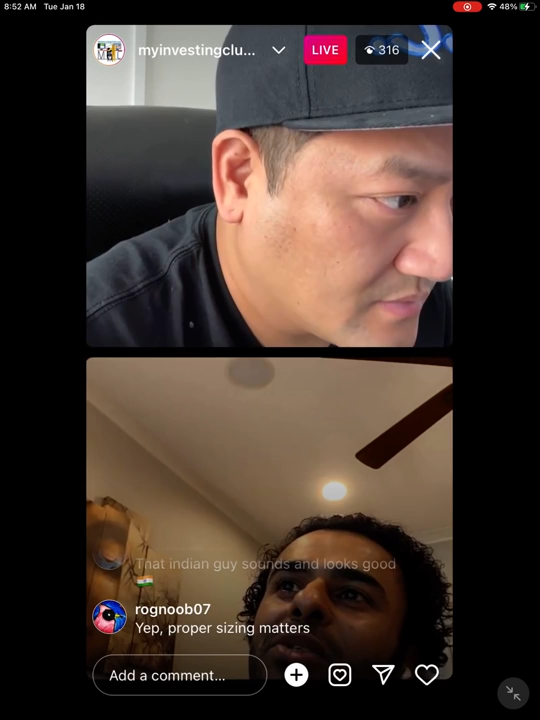 8:52 AM Tue Jan 18
48%
myinvestingclu...
LIVE
316
That indian guy sounds and looks good
rognoob07
Yep, proper sizing matters
Add a comment...